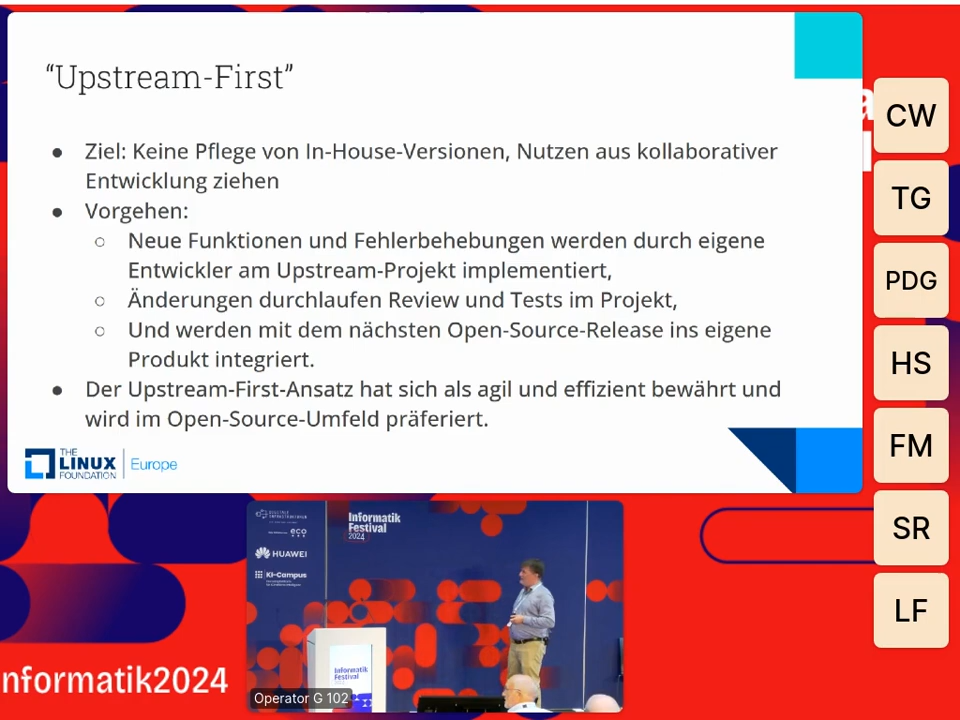 “Upstream-First”
● Ziel: Keine Pflege von In-House-Versionen, Nutzen aus kollaborativer
Entwicklung ziehen
● Vorgehen:
○ Neue Funktionen und Fehlerbehebungen werden durch eigene
Entwickler am Upstream-Projekt implementiert,
○ Änderungen durchlaufen Review und Tests im Projekt,
○ Und werden mit dem nächsten Open-Source-Release ins eigene
Produkt integriert.
● Der Upstream-First-Ansatz hat sich als agil und effizient bewährt und
wird im Open-Source-Umfeld präferiert.
THE
LINUX
FOUNDATION
Europe
CW
TG
PDG
HS
FM
SR
LF
eco
HUAWEI
KI-Campus
Informatik
Festival
2024
Informatik
Festival
Operator G 102
nformatik2024